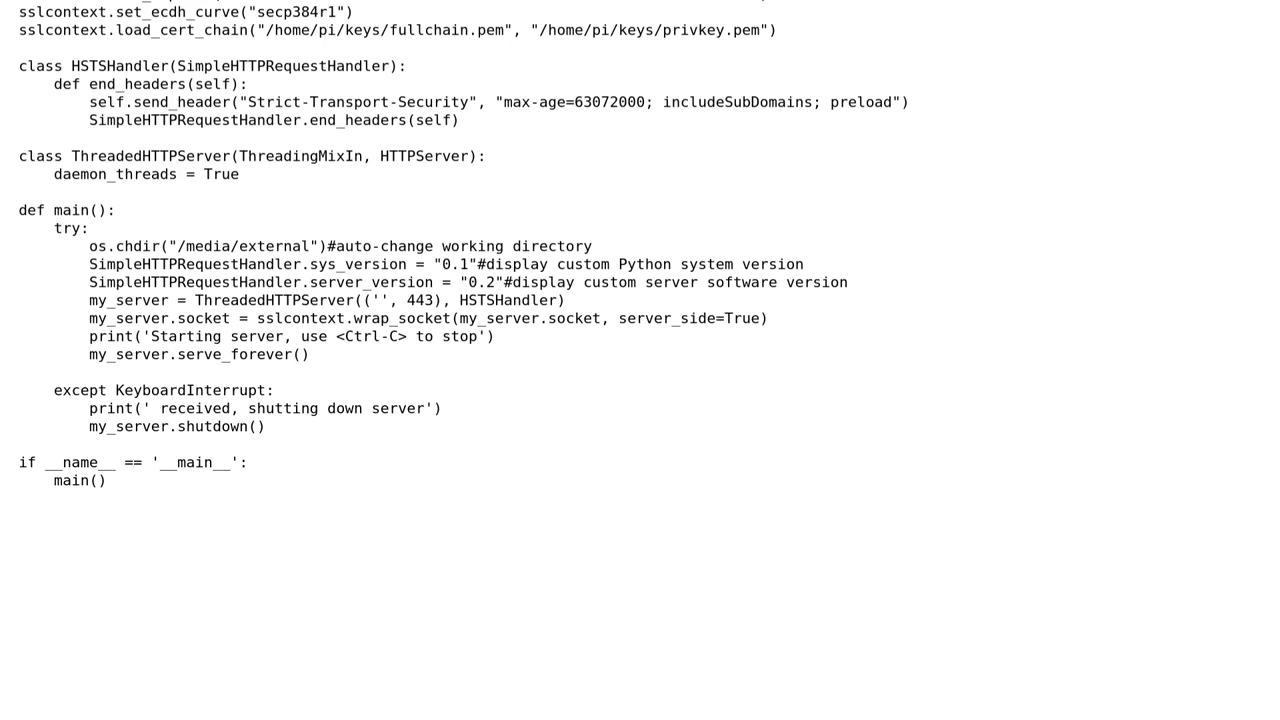 sslcontext.set_ecdh_curve("secp384r1")
sslcontext.load_cert_chain("/home/pi/keys/fullchain.pem", "/home/pi/keys/privkey.pem")
class HSTSHandler(SimpleHTTPRequestHandler):
    def end_headers(self):
        self.send_header("Strict-Transport-Security", "max-age=63072000; includeSubDomains; preload")
        SimpleHTTPRequestHandler.end_headers(self)
class ThreadedHTTPServer(ThreadingMixIn, HTTPServer):
    daemon_threads = True
def main():
    try:
        os.chdir("/media/external")#auto-change working directory
        SimpleHTTPRequestHandler.sys_version = "0.1"#display custom Python system version
        SimpleHTTPRequestHandler.server_version = "0.2"#display custom server software version
        my_server = ThreadedHTTPServer(('', 443), HSTSHandler)
        my_server.socket = sslcontext.wrap_socket(my_server.socket, server_side=True)
        print('Starting server, use <Ctrl-C> to stop')
        my_server.serve_forever()
    except KeyboardInterrupt:
        print(' received, shutting down server')
        my_server.shutdown()
if __name__ == '__main__':
    main()